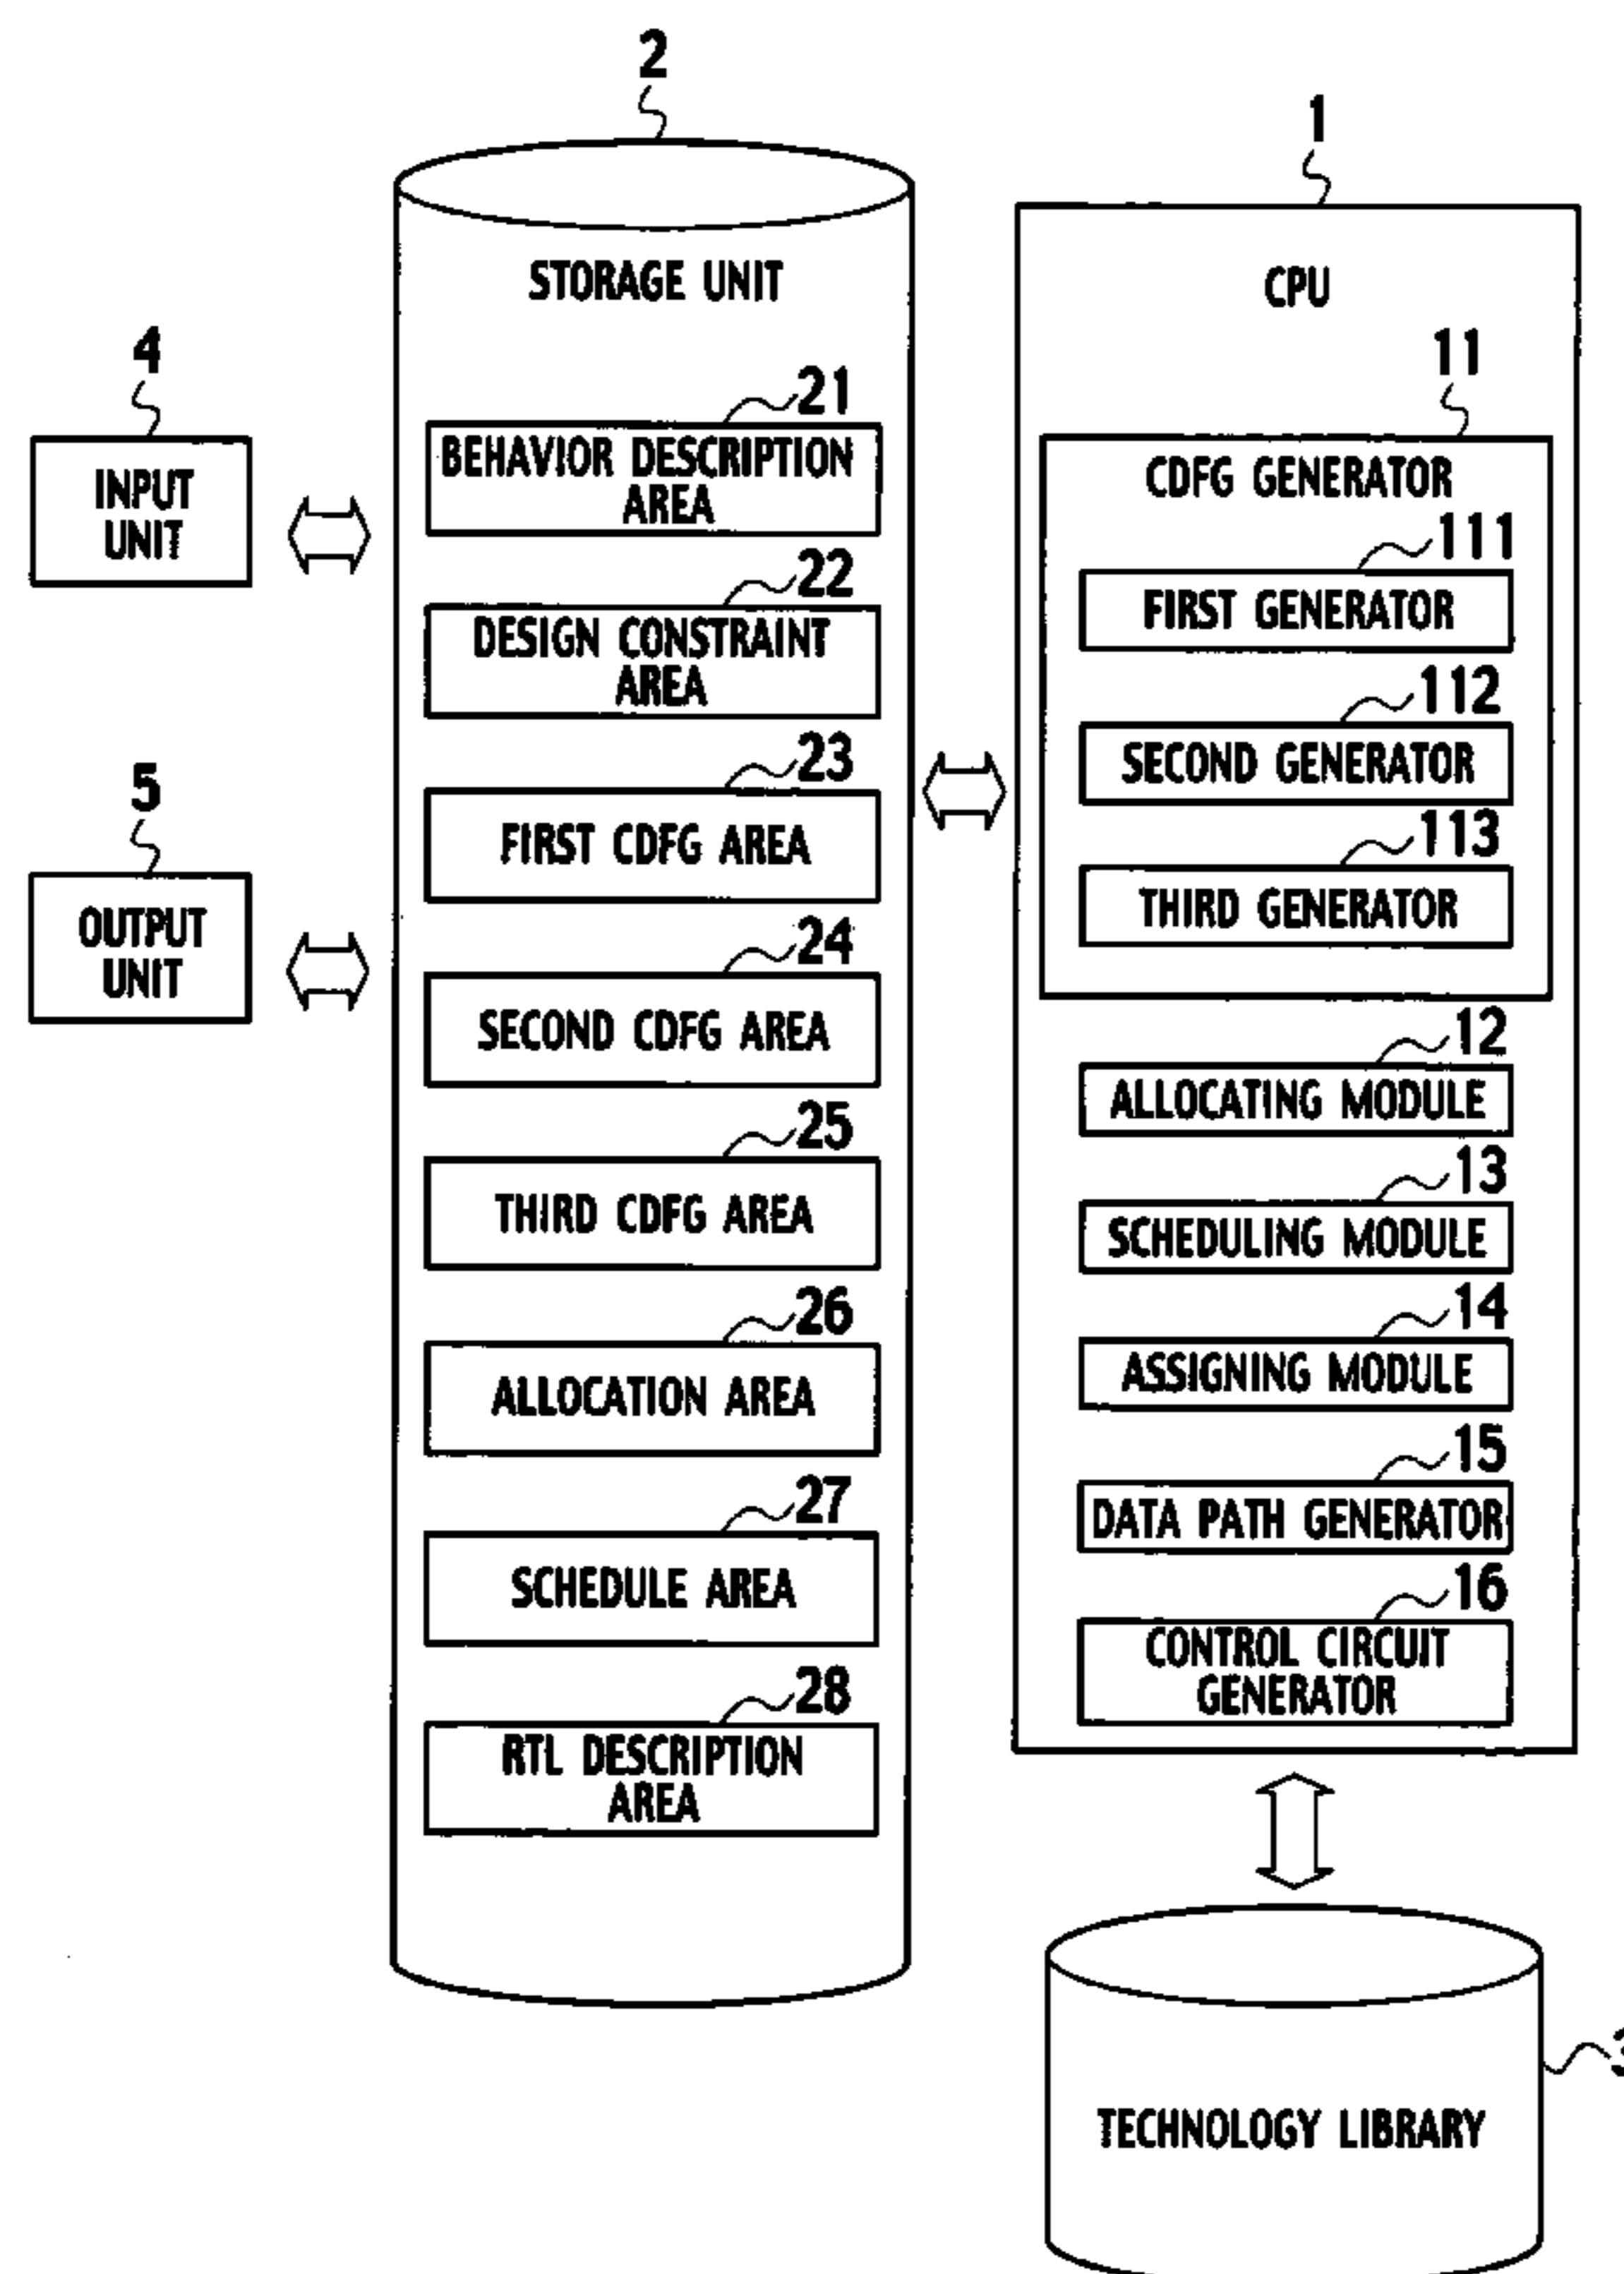 2
STORAGE UNIT
21
BEHAVIOR DESCRIPTION
AREA
22
DESIGN CONSTRAINT
AREA
23
FIRST CDFG AREA
24
SECOND CDFG AREA
25
THIRD CDFG AREA
26
ALLOCATION AREA
27
SCHEDULE AREA
28
RTL DESCRIPTION
AREA
4
INPUT
UNIT
5
OUTPUT
UNIT
1
CPU
11
CDFG GENERATOR
111
FIRST GENERATOR
112
SECOND GENERATOR
113
THIRD GENERATOR
12
ALLOCATING MODULE
13
SCHEDULING MODULE
14
ASSIGNING MODULE
15
DATA PATH GENERATOR
16
CONTROL CIRCUIT
GENERATOR
TECHNOLOGY LIBRARY